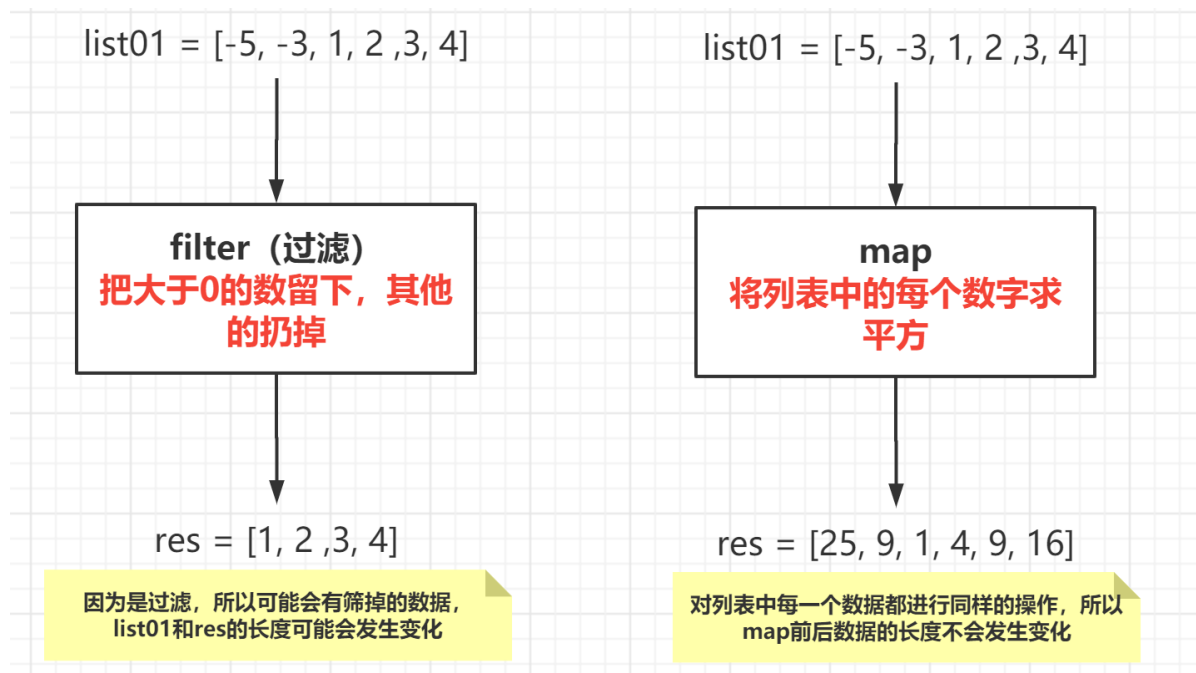 list01 = [-5, -3, 1, 2 ,3, 4]
filter（过滤）
把大于0的数留下，其他
的扔掉
res = [1, 2 ,3, 4]
因为是过滤，所以可能会有筛掉的数据，
list01和res的长度可能会发生变化
list01 = [-5, -3, 1, 2 ,3, 4]
map
将列表中的每个数字求
平方
res = [25, 9, 1, 4, 9, 16]
对列表中每一个数据都进行同样的操作，所以
map前后数据的长度不会发生变化